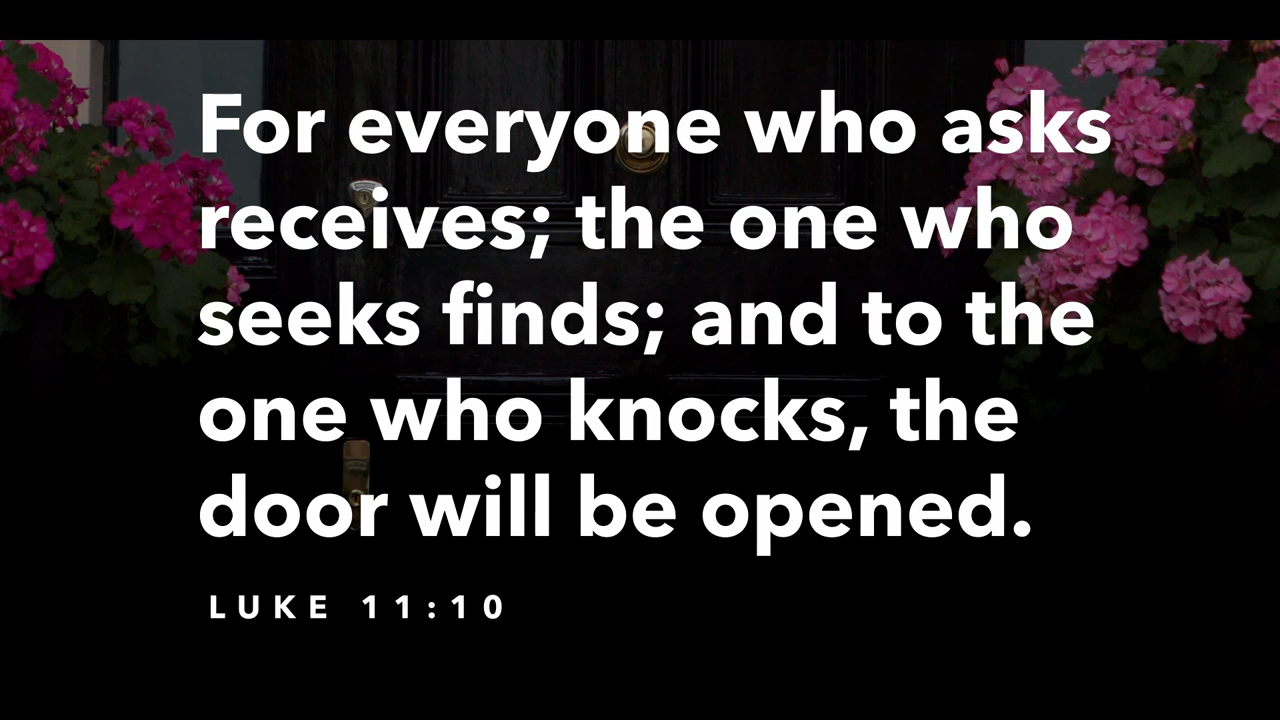 For everyone who asks
receives; the one who
seeks finds; and to the
one who knocks, the
door will be opened.
LUKE 11:10